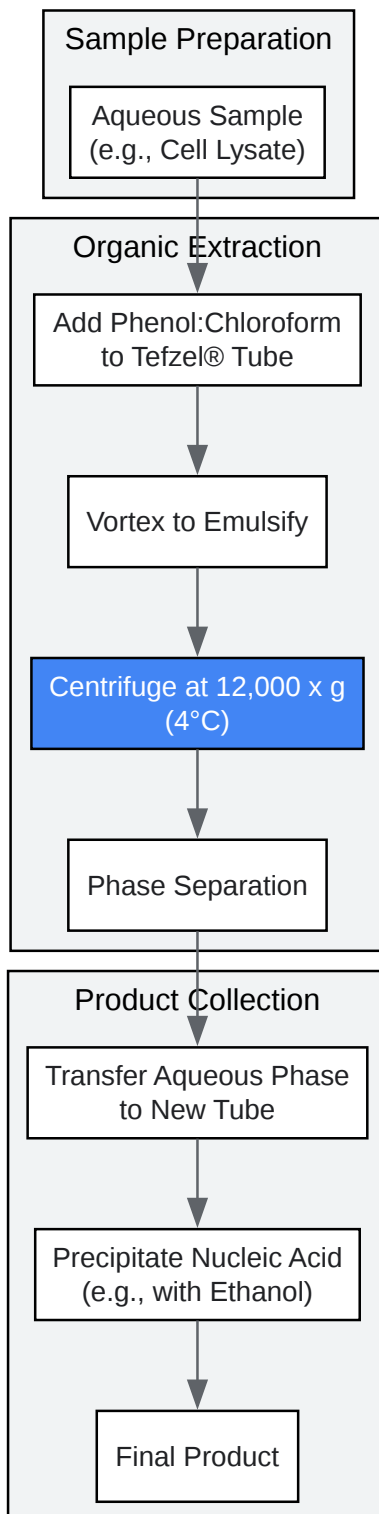 Sample Preparation
Aqueous Sample
(e.g., Cell Lysate)
Organic Extraction
Add Phenol:Chloroform
to Tefzel® Tube
Vortex to Emulsify
Centrifuge at 12,000 x g
(4°C)
Phase Separation
Product Collection
Transfer Aqueous Phase
to New Tube
Precipitate Nucleic Acid
(e.g., with Ethanol)
Final Product